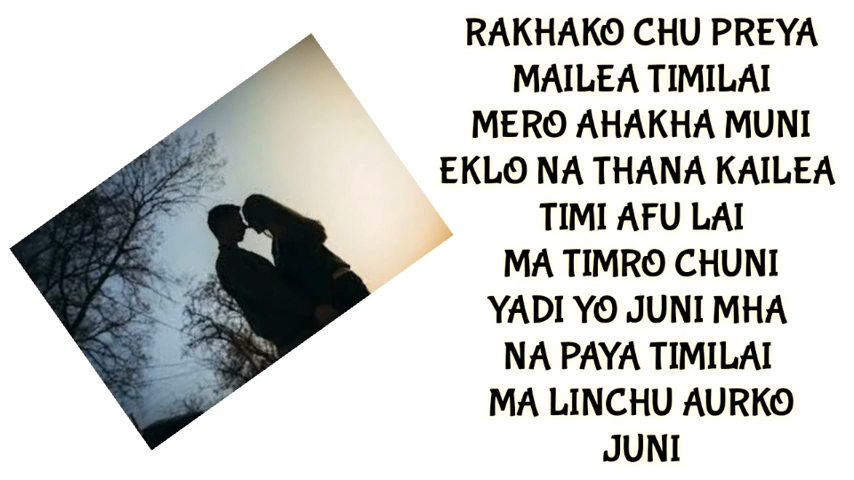 RAKHAKO CHU PREYA
MAILEA TIMILAI
MERO AHAKHA MUNI
EKLO NA THANA KAILEA
TIMI AFU LAI
MA TIMRO CHUNI
YADI YO JUNI MHA
NA PAYA TIMILAI
MA LINCHU AURKO
JUNI